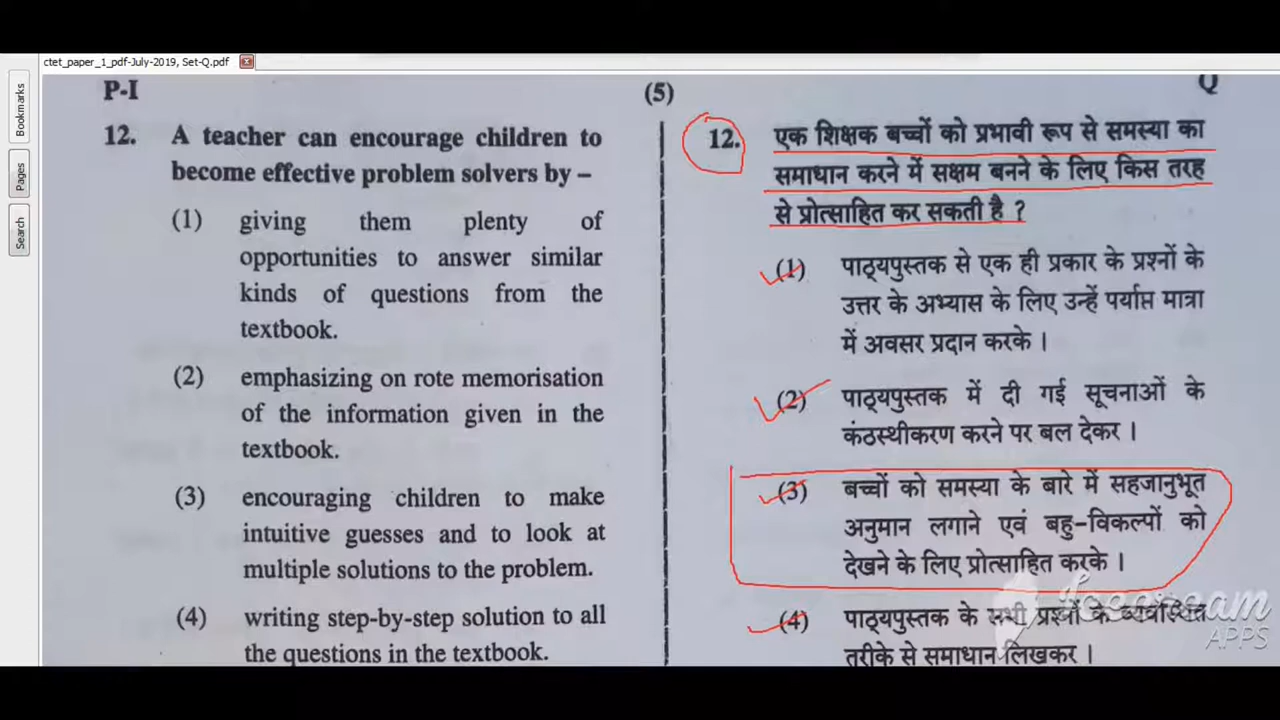 ctet_paper_1_pdf-July-2019, Set-Q.pdf
Bookmarks
Pages
Search
P-I
(5)
Q
12. A teacher can encourage children to
become effective problem solvers by –
(1) giving them plenty of
opportunities to answer similar
kinds of questions from the
textbook.
(2) emphasizing on rote memorisation
of the information given in the
textbook.
(3) encouraging children to make
intuitive guesses and to look at
multiple solutions to the problem.
(4) writing step-by-step solution to all
the questions in the textbook.
12. एक शिक्षक बच्चों को प्रभावी रूप से समस्या का
समाधान करने में सक्षम बनने के लिए किस तरह
से प्रोत्साहित कर सकती है ?
(1) पाठ्यपुस्तक से एक ही प्रकार के प्रश्नों के
उत्तर के अभ्यास के लिए उन्हें पर्याप्त मात्रा
में अवसर प्रदान करके ।
(2) पाठ्यपुस्तक में दी गई सूचनाओं के
कंठस्थीकरण करने पर बल देकर ।
(3) बच्चों को समस्या के बारे में सहजानुभूत
अनुमान लगाने एवं बहु-विकल्पों को
देखने के लिए प्रोत्साहित करके ।
(4) पाठ्यपुस्तक के सभी प्रश्नों के व्यवस्थित
तरीके से समाधान लिखकर ।
Icecream
APPS